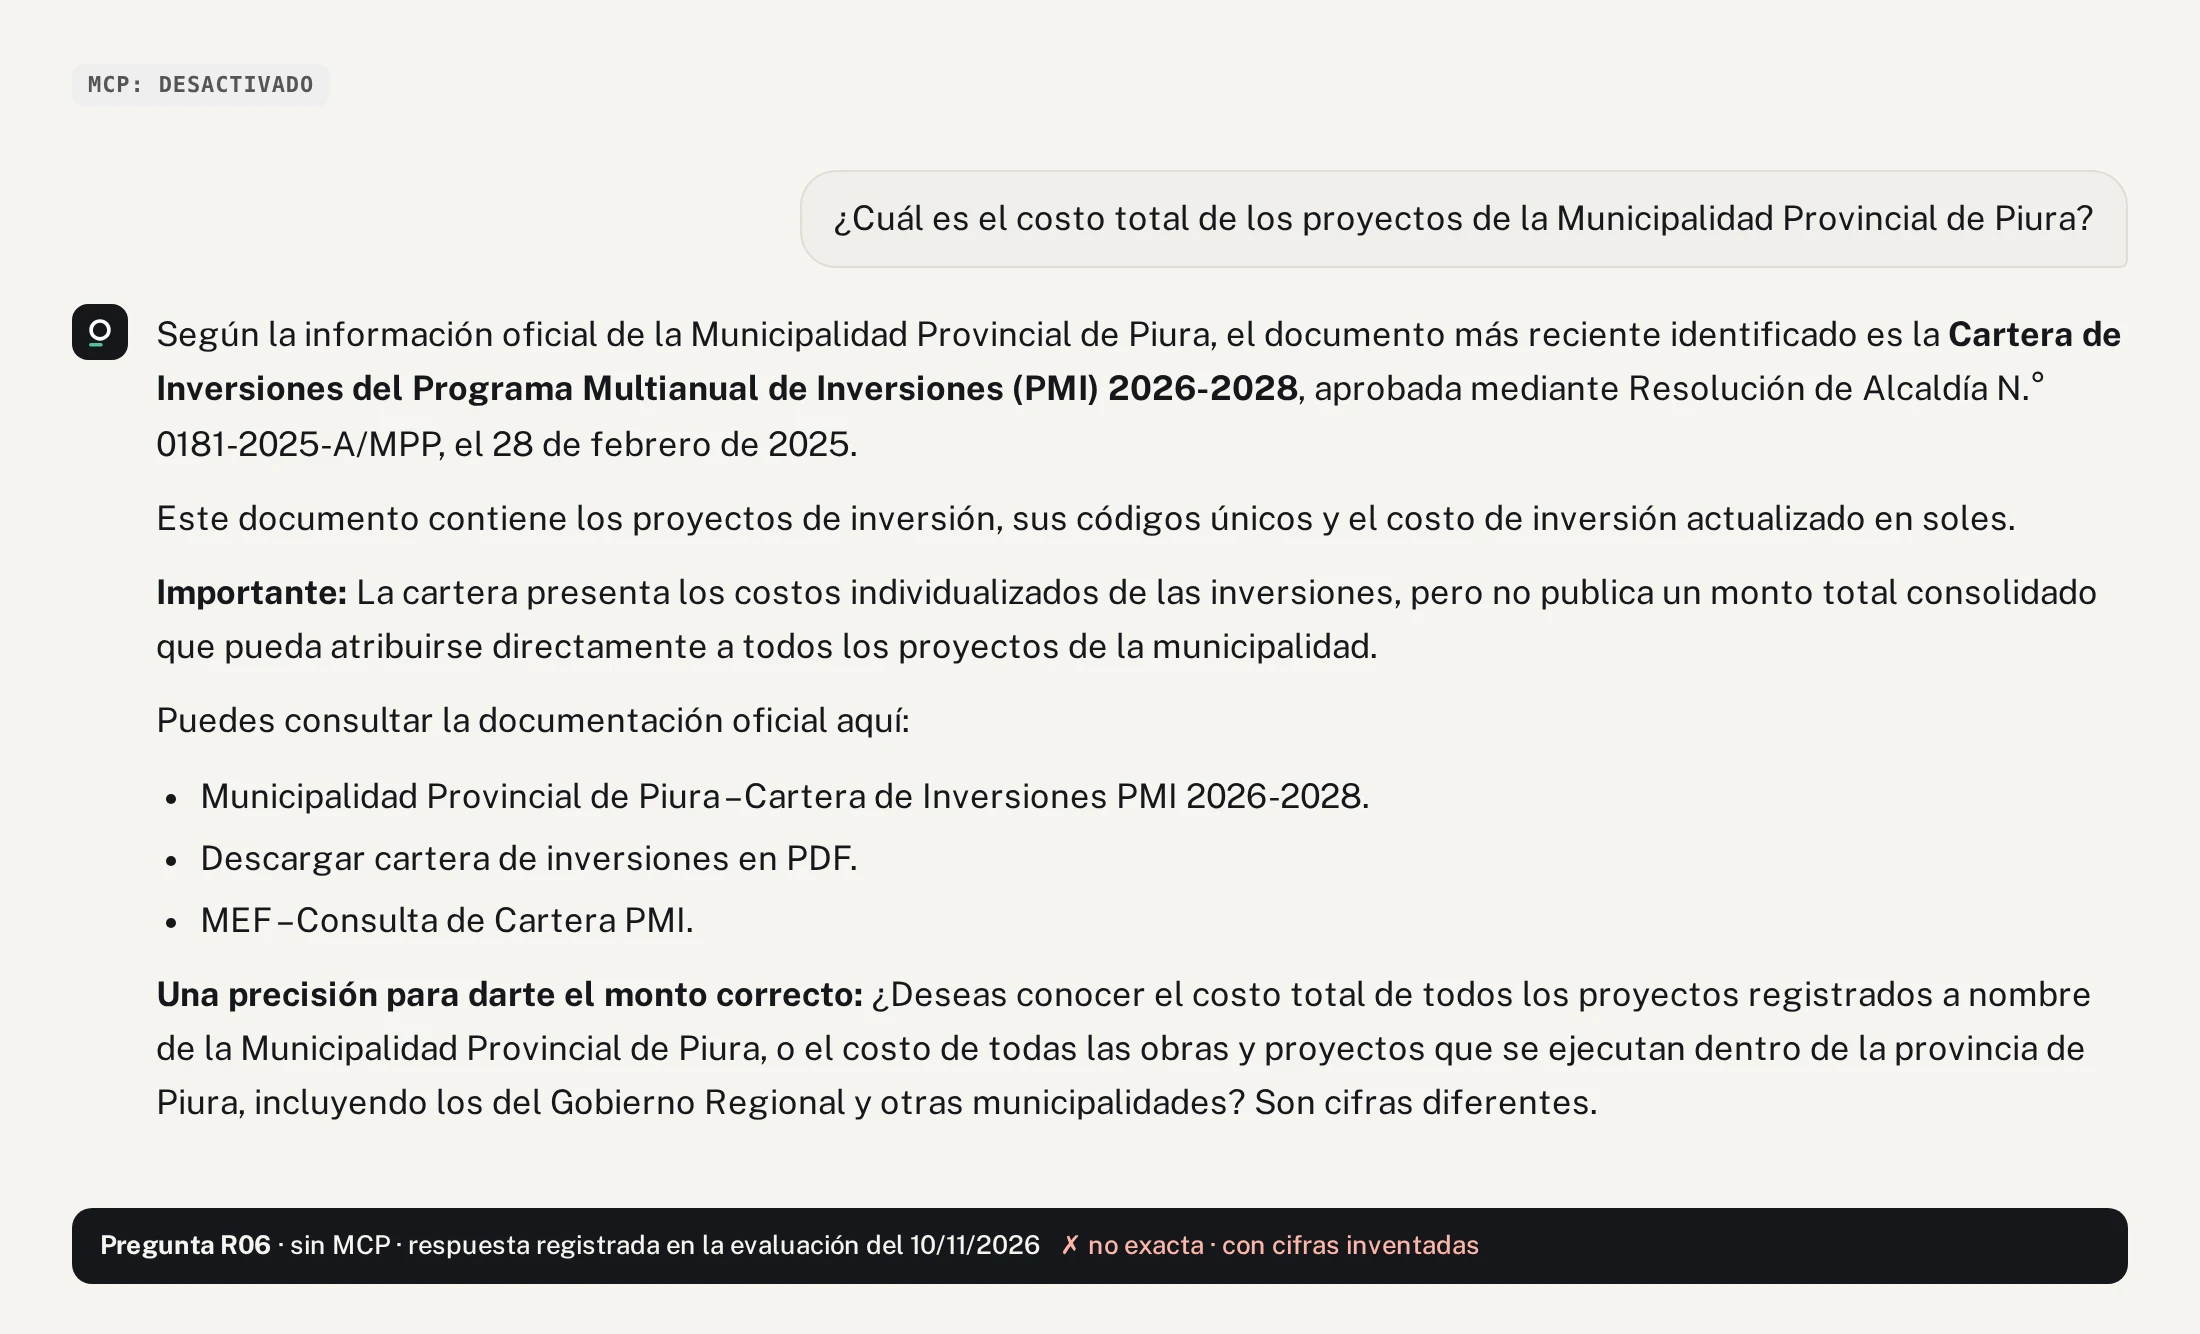 MCP: DESACTIVADO
¿Cuál es el costo total de los proyectos de la Municipalidad Provincial de Piura?
Según la información oficial de la Municipalidad Provincial de Piura, el documento más reciente identificado es la Cartera de
Inversiones del Programa Multianual de Inversiones (PMI) 2026-2028, aprobada mediante Resolución de Alcaldía N.°
0181-2025-A/MPP, el 28 de febrero de 2025.
Este documento contiene los proyectos de inversión, sus códigos únicos y el costo de inversión actualizado en soles.
Importante: La cartera presenta los costos individualizados de las inversiones, pero no publica un monto total consolidado
que pueda atribuirse directamente a todos los proyectos de la municipalidad.
Puedes consultar la documentación oficial aquí:
• Municipalidad Provincial de Piura – Cartera de Inversiones PMI 2026-2028.
• Descargar cartera de inversiones en PDF.
• MEF – Consulta de Cartera PMI.
Una precisión para darte el monto correcto: ¿Deseas conocer el costo total de todos los proyectos registrados a nombre
de la Municipalidad Provincial de Piura, o el costo de todas las obras y proyectos que se ejecutan dentro de la provincia de
Piura, incluyendo los del Gobierno Regional y otras municipalidades? Son cifras diferentes.
Pregunta R06 · sin MCP · respuesta registrada en la evaluación del 10/11/2026 ✗ no exacta · con cifras inventadas